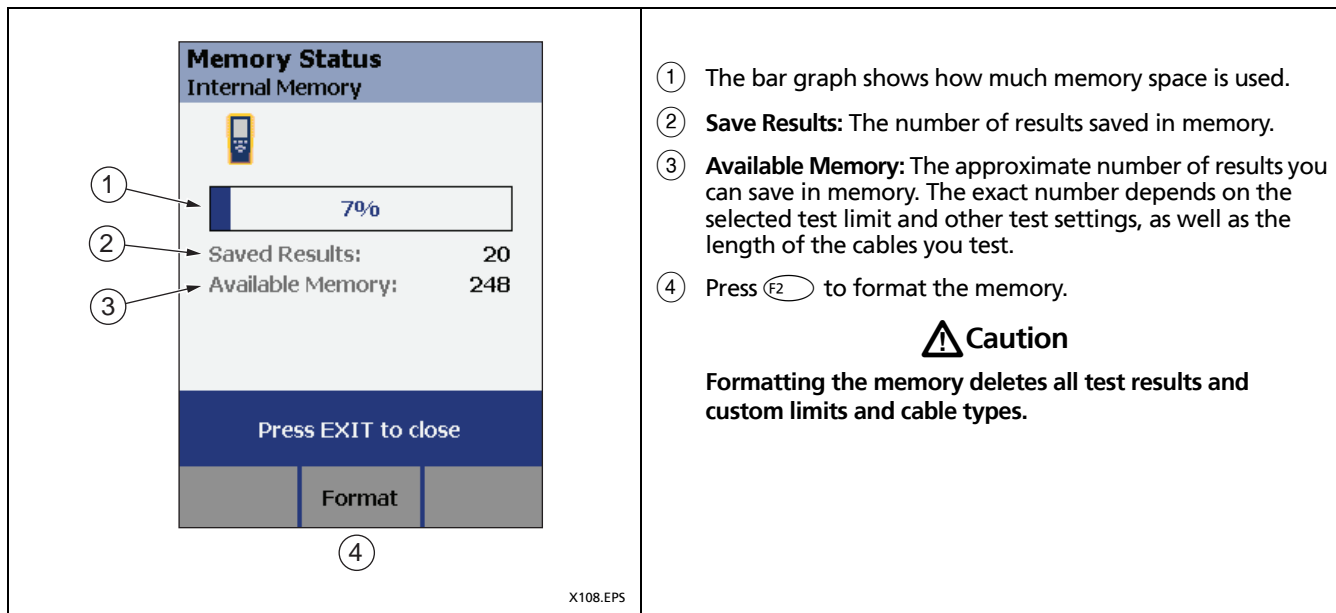 Memory Status
Internal Memory
7%
Saved Results: 20
Available Memory: 248
Press EXIT to close
Format
1
2
3
4
X108.EPS
1 The bar graph shows how much memory space is used.
2 Save Results: The number of results saved in memory.
3 Available Memory: The approximate number of results you
can save in memory. The exact number depends on the
selected test limit and other test settings, as well as the
length of the cables you test.
4 Press F2 to format the memory.
Caution
Formatting the memory deletes all test results and
custom limits and cable types.